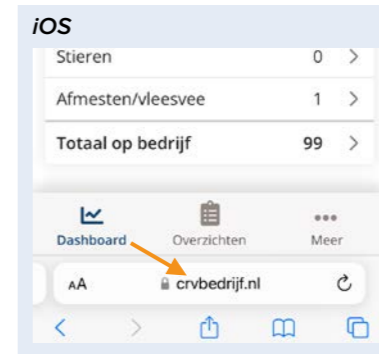 iOS
Stieren 0
Afmesten/vleesvee 1
Totaal op bedrijf 99
Dashboard Overzichten Meer
AA crvbedrijf.nl